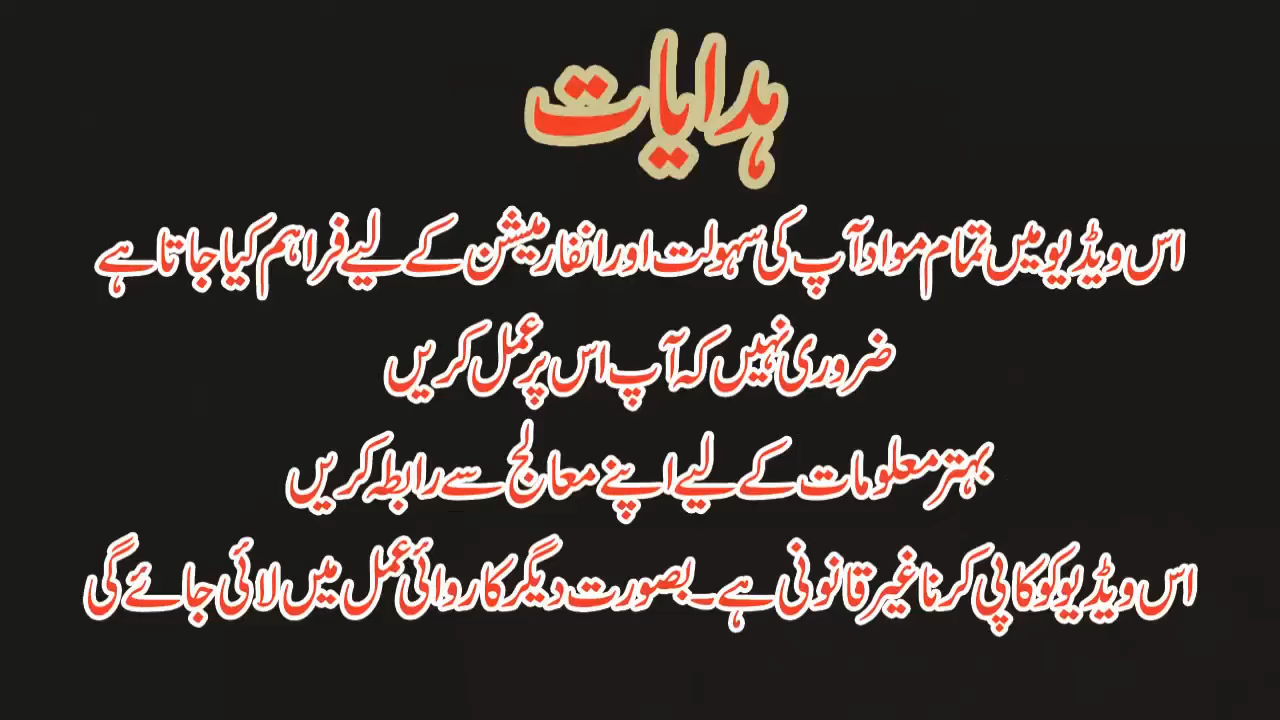 ہدایات
اس ویڈیو میں تمام مواد آپ کی سہولت اور انفارمیشن کے لیے فراہم کیا جاتا ہے
ضروری نہیں کہ آپ اس پر عمل کریں
بہتر معلومات کے لیے اپنے معالج سے رابطہ کریں
اس ویڈیو کو کاپی کرنا غیر قانونی ہے۔ بصورت دیگر کاروائی عمل میں لائی جائے گی